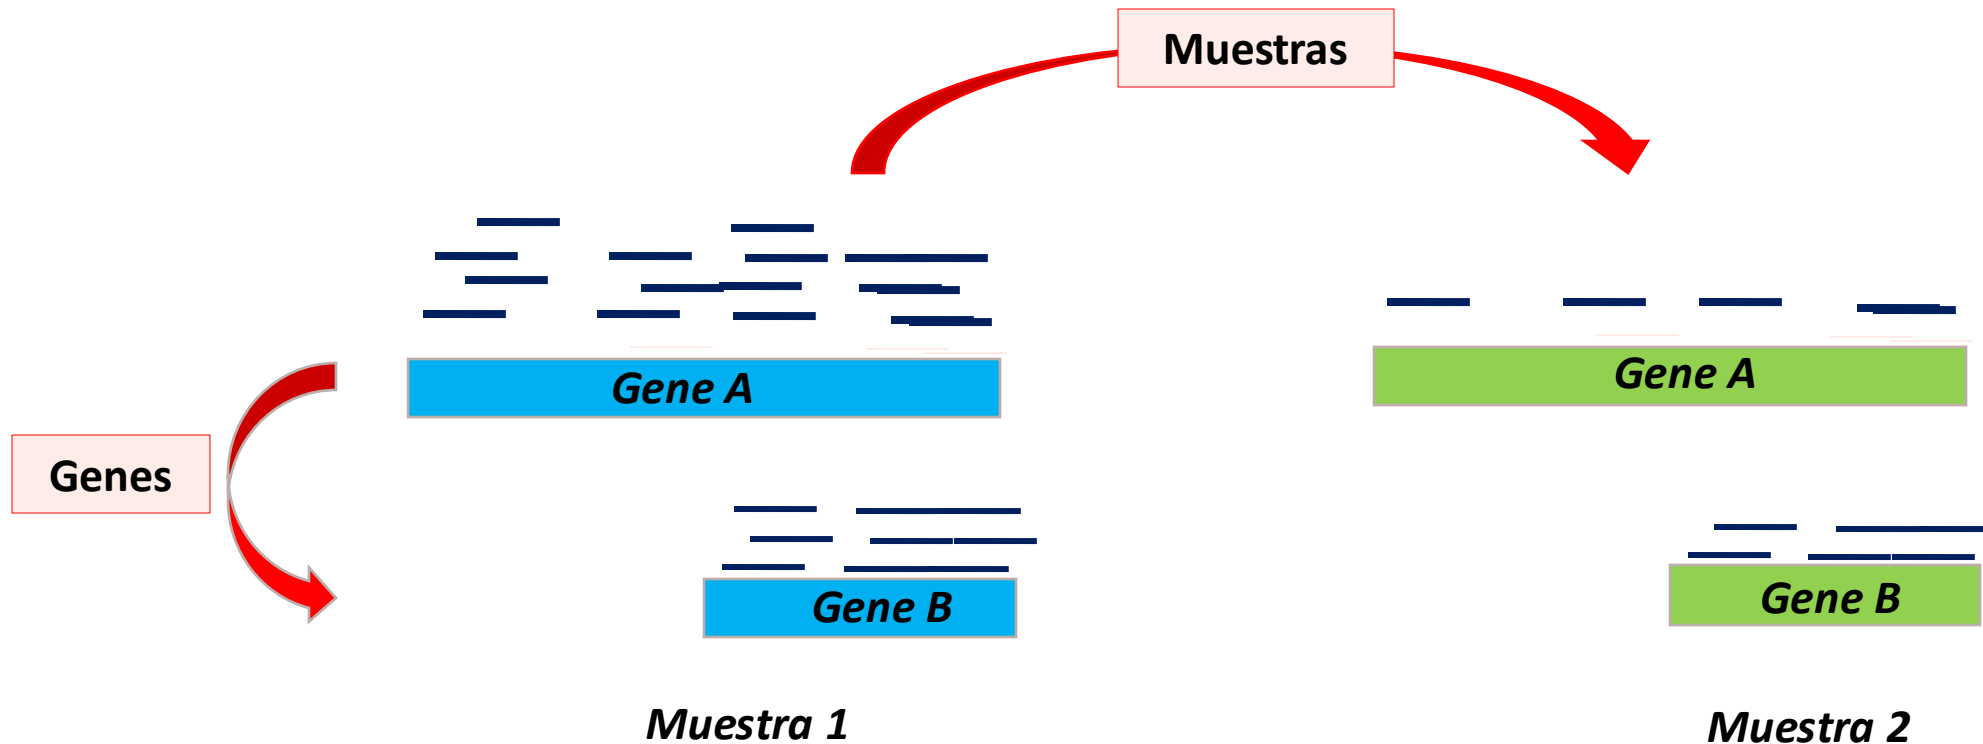 Muestras
Gene A
Gene A
Genes
Gene B
Gene B
Muestra 1
Muestra 2